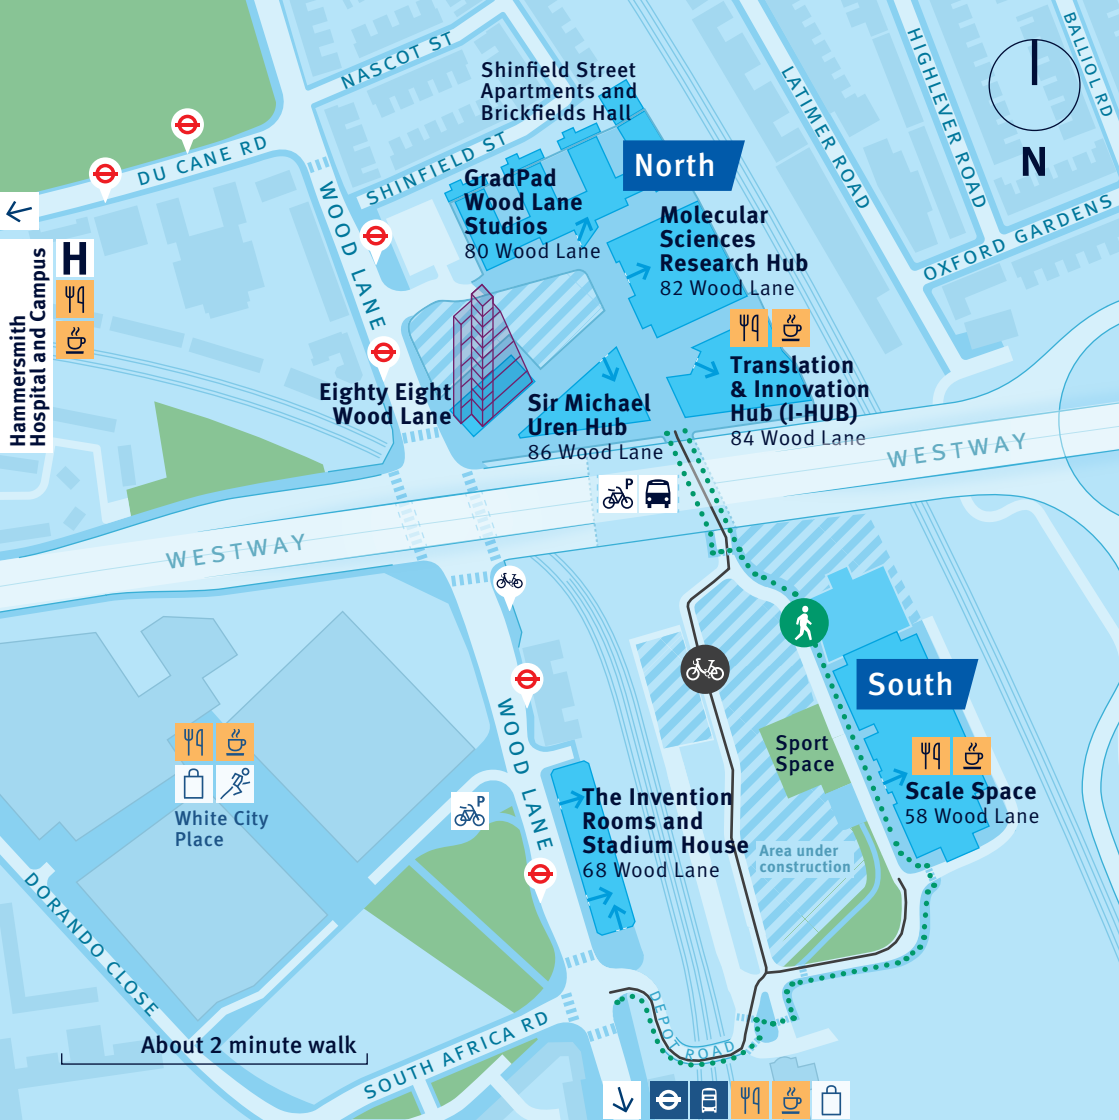 NASCOT ST
Shinfield Street
Apartments and
Brickfields Hall
BALLIOL RD
HIGHLEVER ROAD
LATIMER ROAD
N
DU CANE RD
SHINFIELD ST
North
GradPad
Wood Lane
Studios
80 Wood Lane
Molecular
Sciences
Research Hub
82 Wood Lane
OXFORD GARDENS
WOOD LANE
H
Hammersmith
Hospital and Campus
Eighty Eight
Wood Lane
Sir Michael
Uren Hub
86 Wood Lane
Translation
& Innovation
Hub (I-HUB)
84 Wood Lane
WESTWAY
P
WESTWAY
South
WOOD LANE
Sport
Space
Scale Space
58 Wood Lane
White City
Place
P
The Invention
Rooms and
Stadium House
68 Wood Lane
Area under
construction
DORANDO CLOSE
About 2 minute walk
SOUTH AFRICA RD
DEPOT ROAD